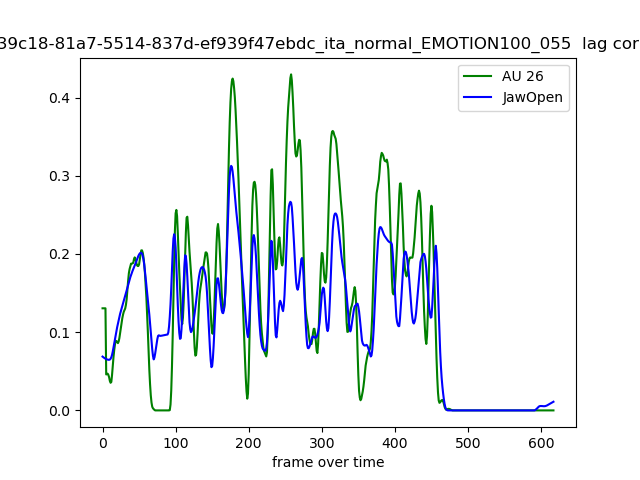 39c18-81a7-5514-837d-ef939f47ebdc_ita_normal_EMOTION100_055 lag cor
AU 26
JawOpen
0.4
0.3
0.2
0.1
0.0
0 100 200 300 400 500 600
frame over time